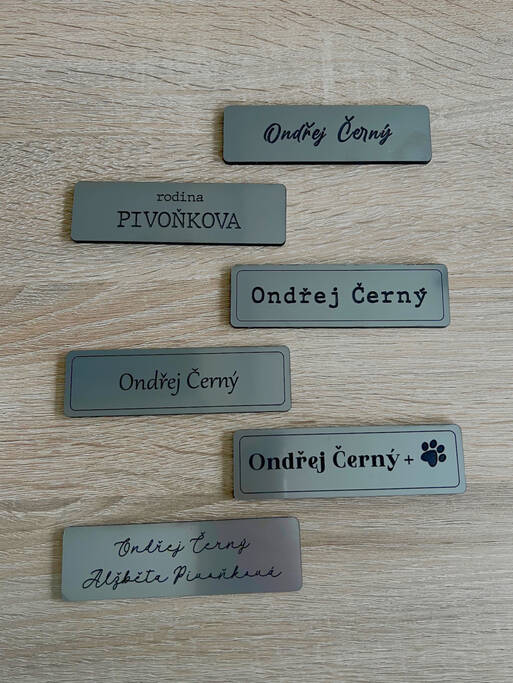 Ondřej Černý
rodina
PIVOŇKOVA
Ondřej Černý
Ondřej Černý
Ondřej Černý +
Ondřej Černý
Alžběta Pivoňková